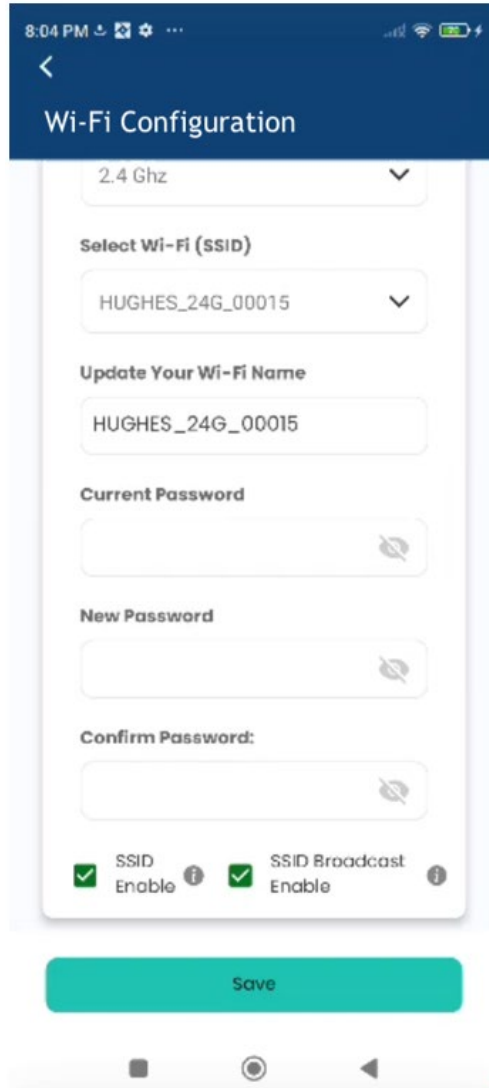 8:04 PM ...
Wi-Fi Configuration
2.4 Ghz
Select Wi-Fi (SSID)
HUGHES_24G_00015
Update Your Wi-Fi Name
HUGHES_24G_00015
Current Password
New Password
Confirm Password:
SSID
Enable
SSID Broadcast
Enable
Save